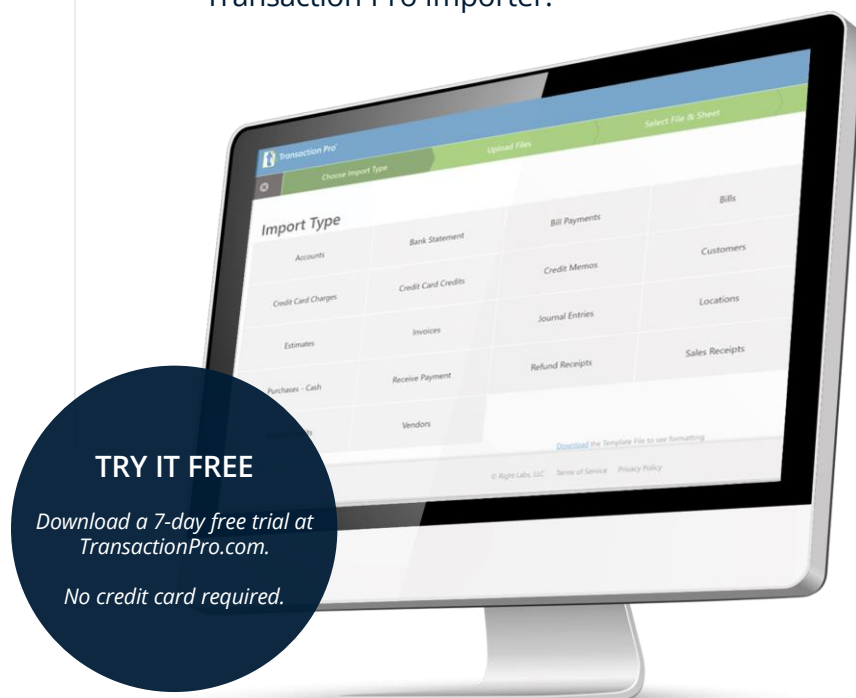 Transaction Pro Importer.
Transaction Pro
Choose Import Type
Upload Files
Select File & Sheet
Import Type
Accounts
Bank Statement
Bill Payments
Bills
Credit Card Charges
Credit Card Credits
Credit Memos
Customers
Estimates
Invoices
Journal Entries
Locations
Purchases - Cash
Receive Payment
Refund Receipts
Sales Receipts
Vendors
Download the Template File to see formatting
© Right Labs, LLC. Terms of Service Privacy Policy
TRY IT FREE
Download a 7-day free trial at
TransactionPro.com.
No credit card required.